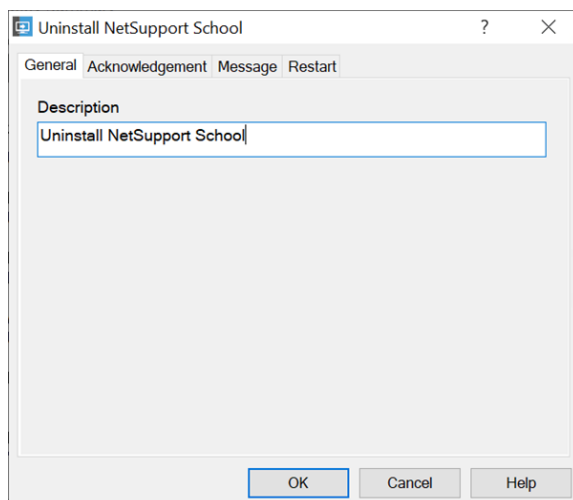 Uninstall NetSupport School ?
General Acknowledgement Message Restart
Description
Uninstall NetSupport School
OK Cancel Help